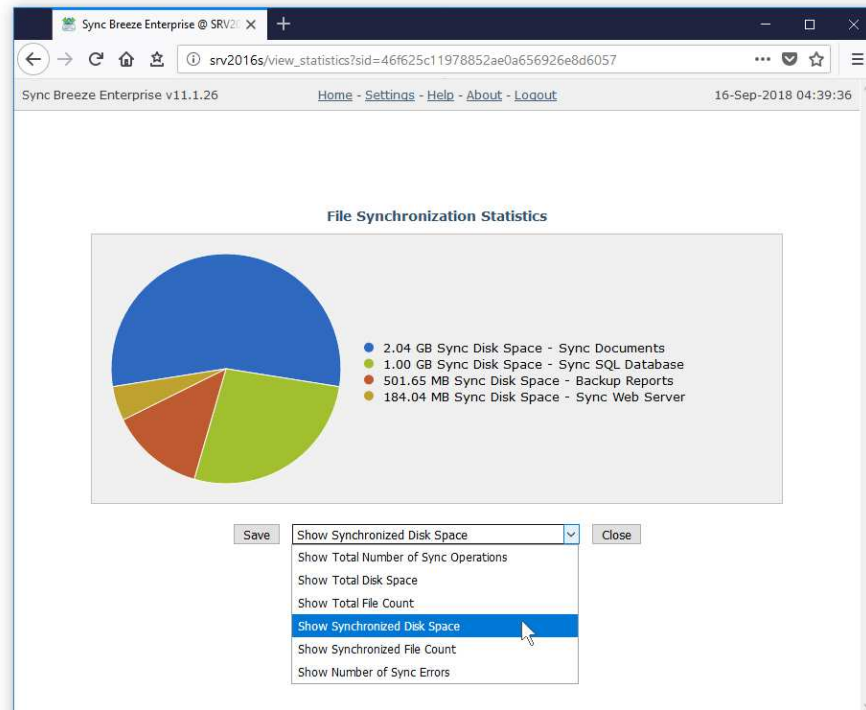 Sync Breeze Enterprise @ SRV20
srv2016s/view_statistics?sid=46f625c11978852ae0a656926e8d6057
Sync Breeze Enterprise v11.1.26 Home - Settings - Help - About - Logout 16-Sep-2018 04:39:36
File Synchronization Statistics
2.04 GB Sync Disk Space - Sync Documents
1.00 GB Sync Disk Space - Sync SQL Database
501.65 MB Sync Disk Space - Backup Reports
184.04 MB Sync Disk Space - Sync Web Server
Save Show Synchronized Disk Space Close
Show Total Number of Sync Operations
Show Total Disk Space
Show Total File Count
Show Synchronized Disk Space
Show Synchronized File Count
Show Number of Sync Errors